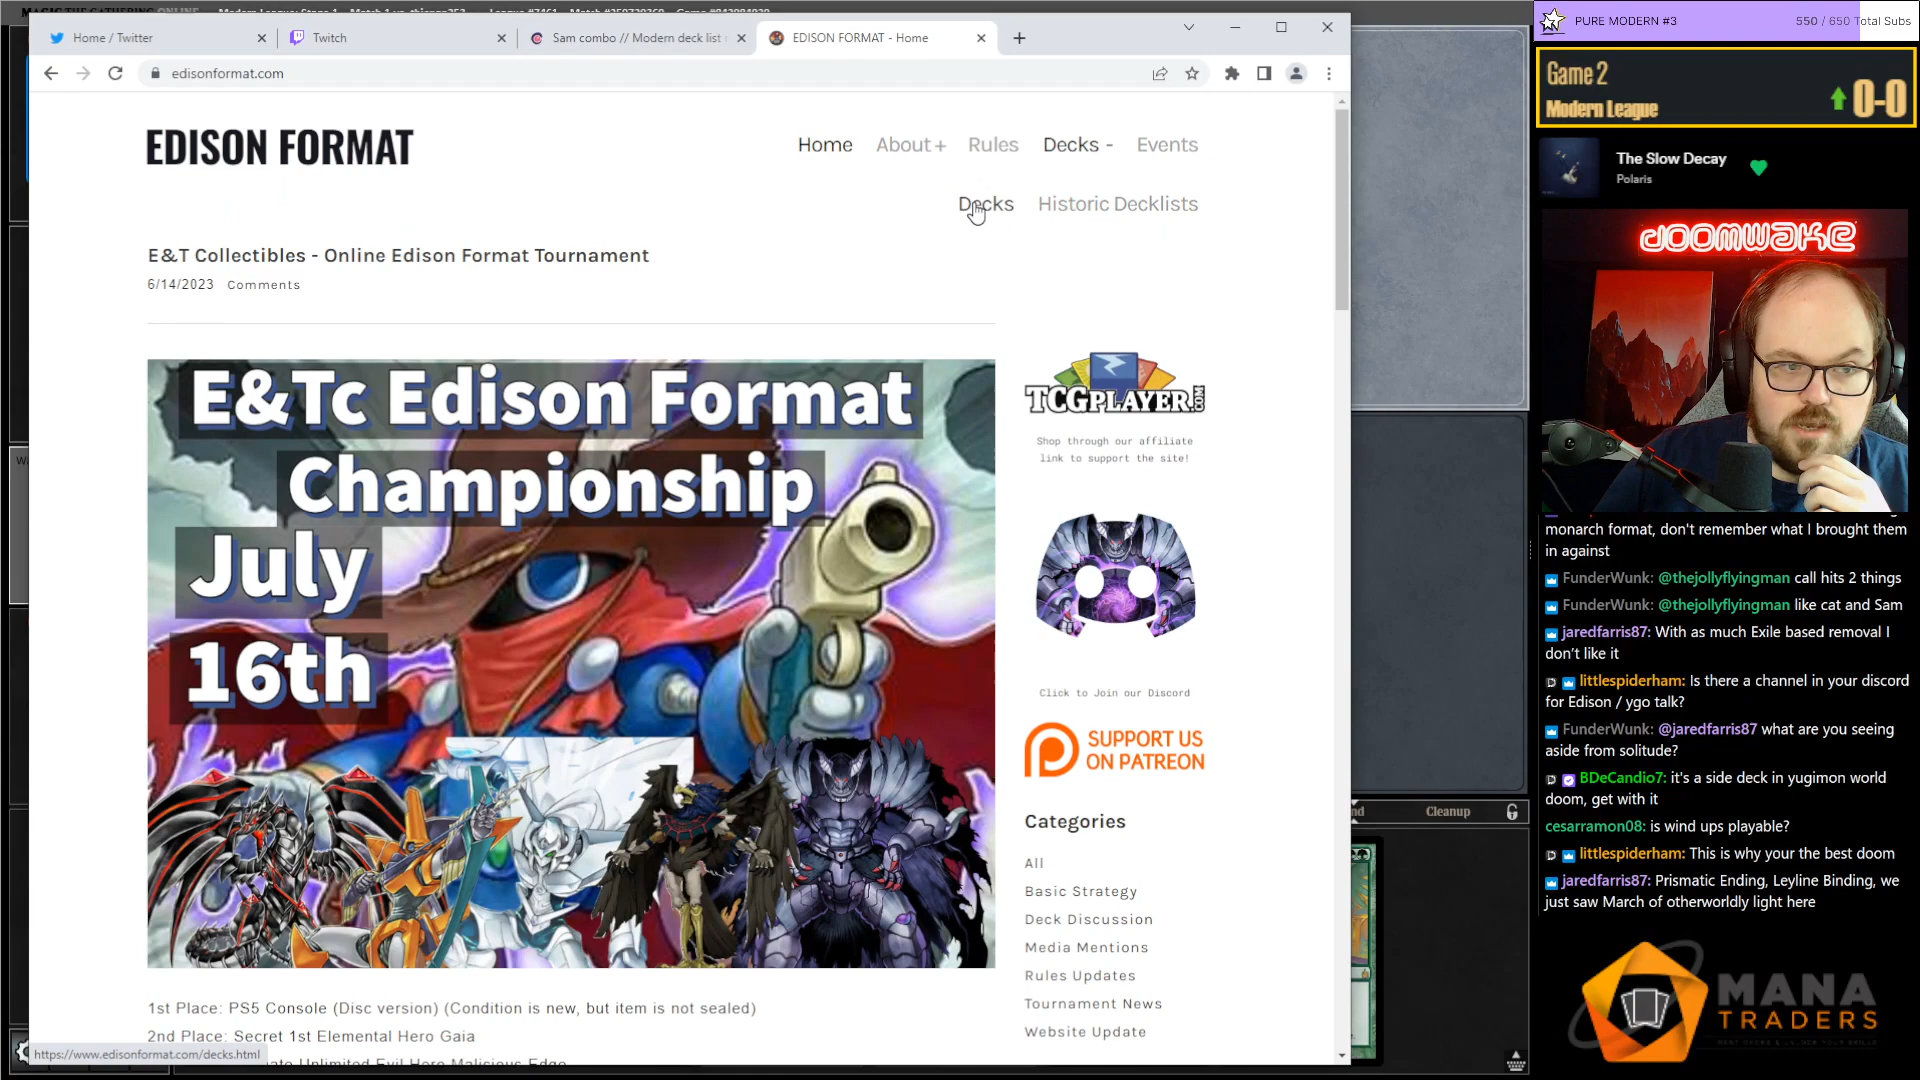 Home / Twitter
Twitch
Sam combo // Modern deck list
EDISON FORMAT - Home
edisonformat.com
EDISON FORMAT
Home
About +
Rules
Decks -
Events
Decks
Historic Decklists
E&T Collectibles - Online Edison Format Tournament
6/14/2023 Comments
E&Tc Edison Format
Championship
July
16th
TCGPLAYER.COM
Shop through our affiliate
link to support the site!
Click to Join our Discord
SUPPORT US
ON PATREON
Categories
All
Basic Strategy
Deck Discussion
Media Mentions
Rules Updates
Tournament News
Website Update
1st Place: PS5 Console (Disc version) (Condition is new, but item is not sealed)
2nd Place: Secret 1st Elemental Hero Gaia
Unlimited Evil Hero Malicious Edge
https://www.edisonformat.com/decks.html
Cleanup
PURE MODERN #3
550 / 650 Total Subs
Game 2
Modern League
0-0
The Slow Decay
Polaris
doomwake
monarch format, don't remember what I brought them
in against
FunderWunk: @thejollyflyingman call hits 2 things
FunderWunk: @thejollyflyingman like cat and Sam
jaredfarris87: With as much Exile based removal I
don't like it
littlespiderham: Is there a channel in your discord
for Edison / ygo talk?
FunderWunk: @jaredfarris87 what are you seeing
aside from solitude?
BDeCandio7: it's a side deck in yugimon world
doom, get with it
cesarramon08: is wind ups playable?
littlespiderham: This is why your the best doom
jaredfarris87: Prismatic Ending, Leyline Binding, we
just saw March of otherworldly light here
MANA
TRADERS